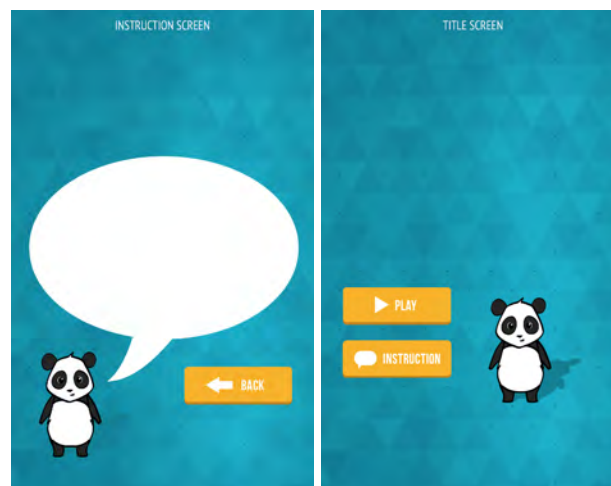 INSTRUCTION SCREEN
BACK
TITLE SCREEN
PLAY
INSTRUCTION